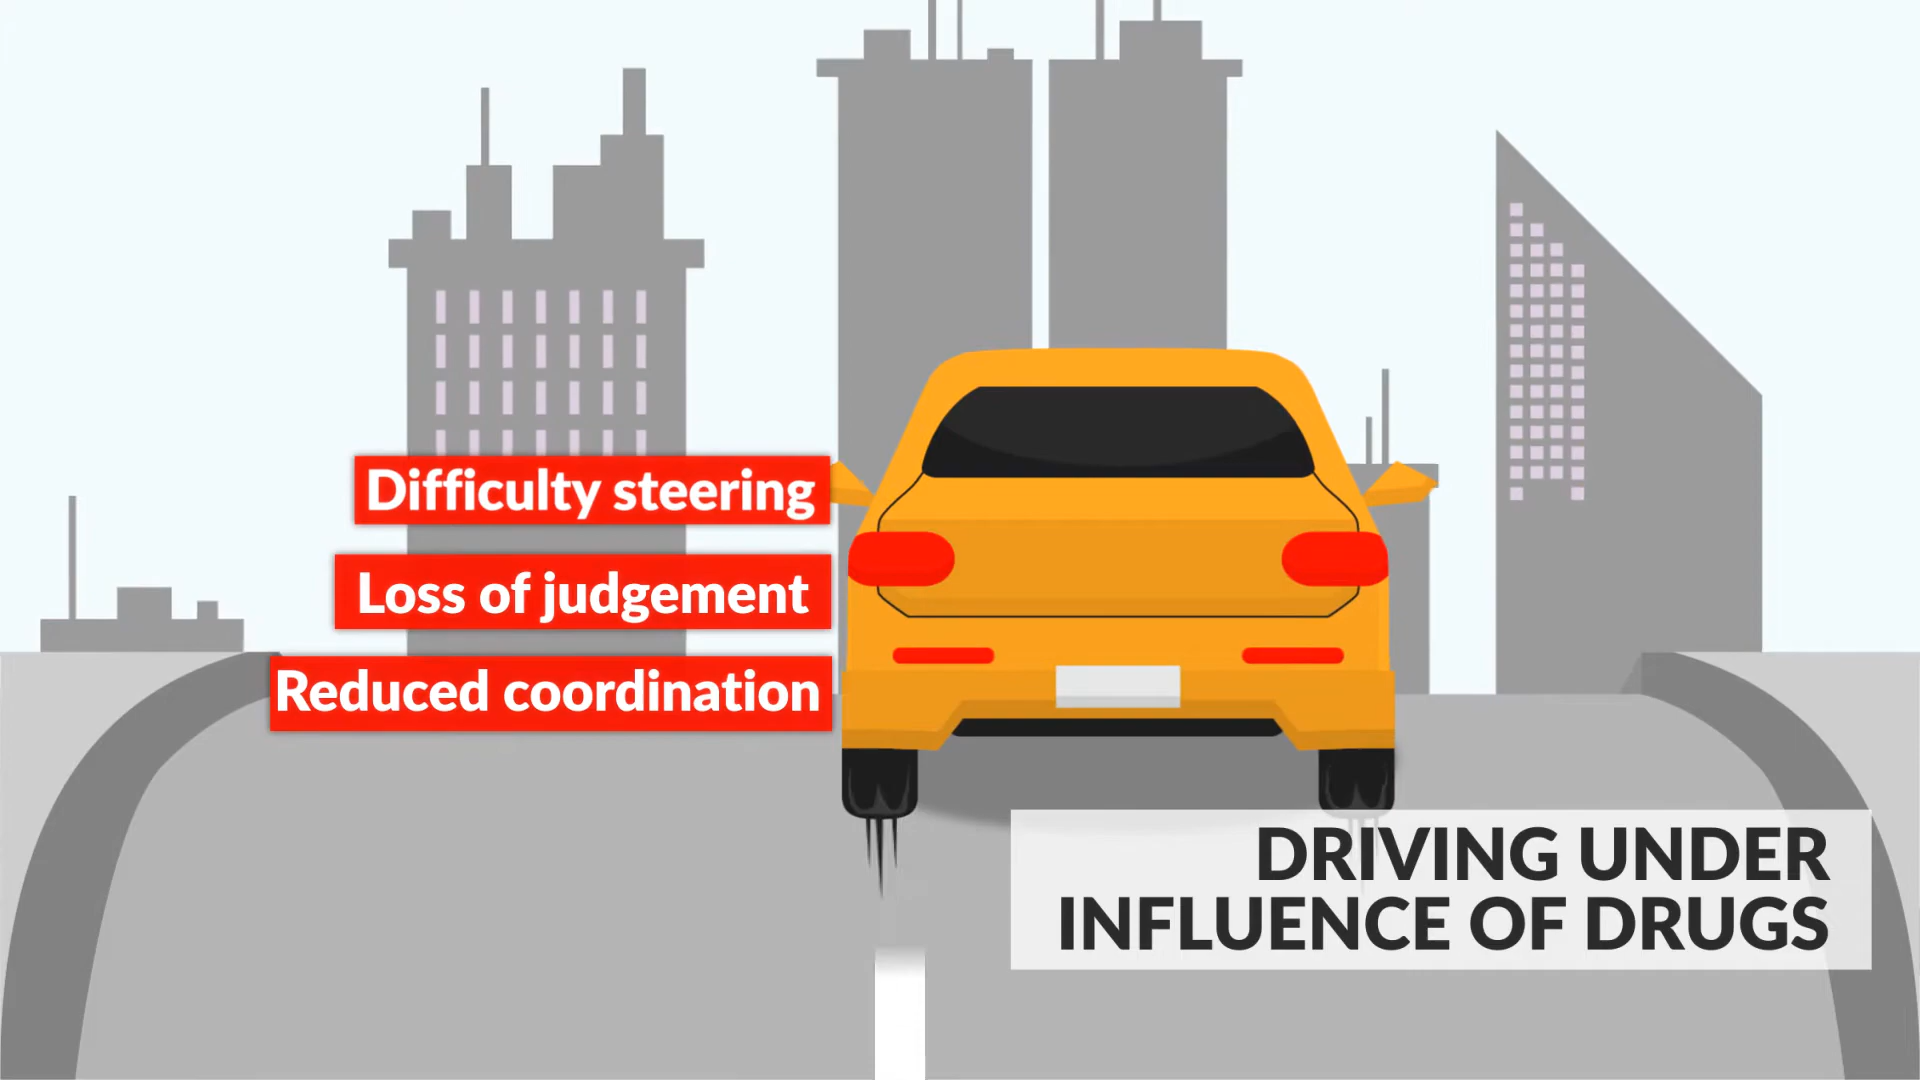 Difficulty steering
Loss of judgement
Reduced coordination
DRIVING UNDER
INFLUENCE OF DRUGS